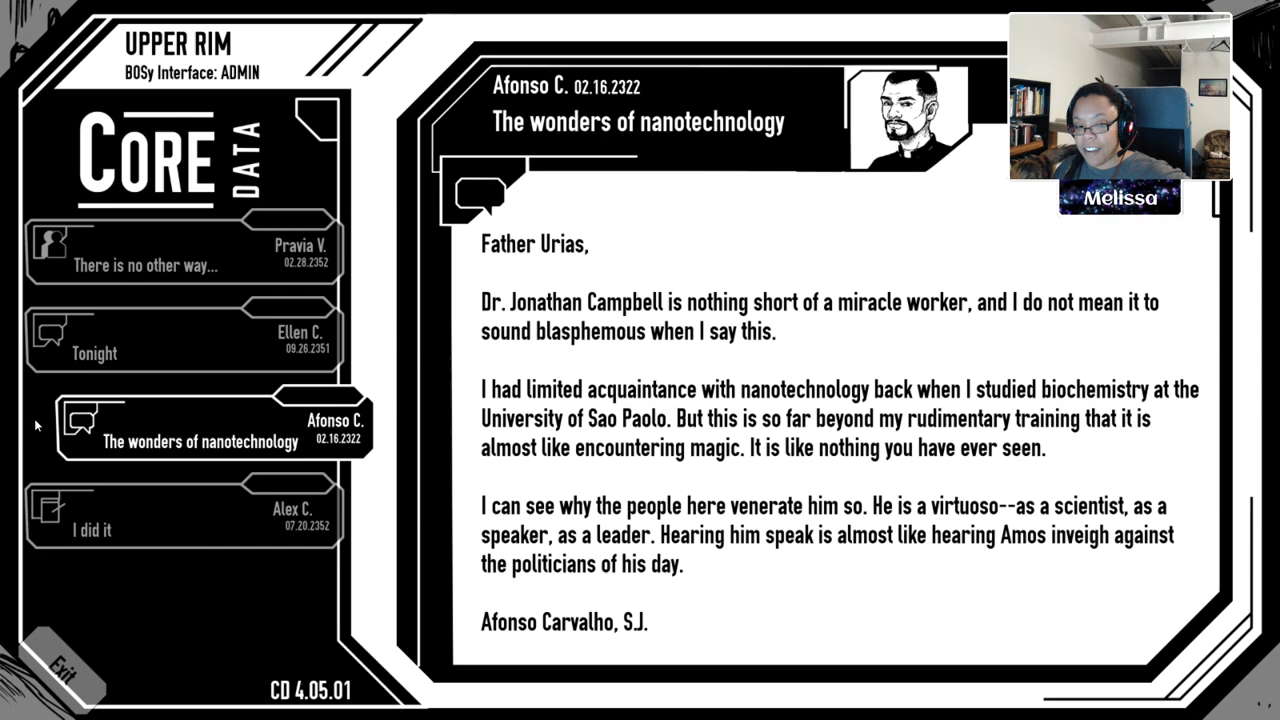 UPPER RIM
BOSy Interface: ADMIN
CORE DATA
Pravia V.
There is no other way...
02.28.2352
Ellen C.
Tonight
09.26.2351
Afonso C.
The wonders of nanotechnology
02.16.2322
Alex C.
I did it
07.20.2352
Exit
CD 4.05.01
Afonso C. 02.16.2322
The wonders of nanotechnology
Melissa
Father Urias,
Dr. Jonathan Campbell is nothing short of a miracle worker, and I do not mean it to
sound blasphemous when I say this.
I had limited acquaintance with nanotechnology back when I studied biochemistry at the
University of Sao Paolo. But this is so far beyond my rudimentary training that it is
almost like encountering magic. It is like nothing you have ever seen.
I can see why the people here venerate him so. He is a virtuoso--as a scientist, as a
speaker, as a leader. Hearing him speak is almost like hearing Amos inveigh against
the politicians of his day.
Afonso Carvalho, S.J.